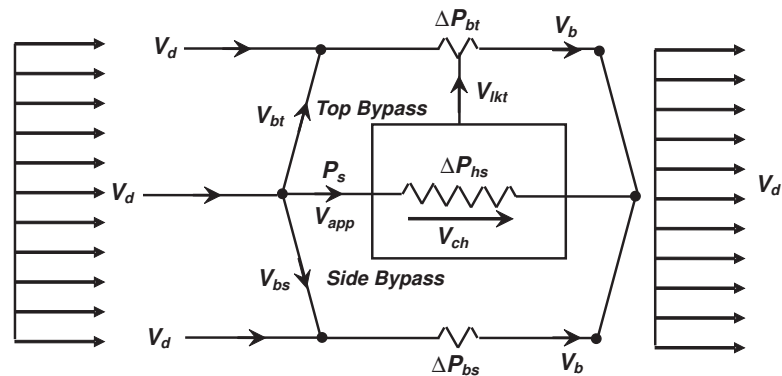 ΔP_bt
V_d
V_b
V_lkt
V_bt
Top Bypass
P_s
ΔP_hs
V_d
V_d
V_app
V_ch
V_bs
Side Bypass
V_d
ΔP_bs
V_b